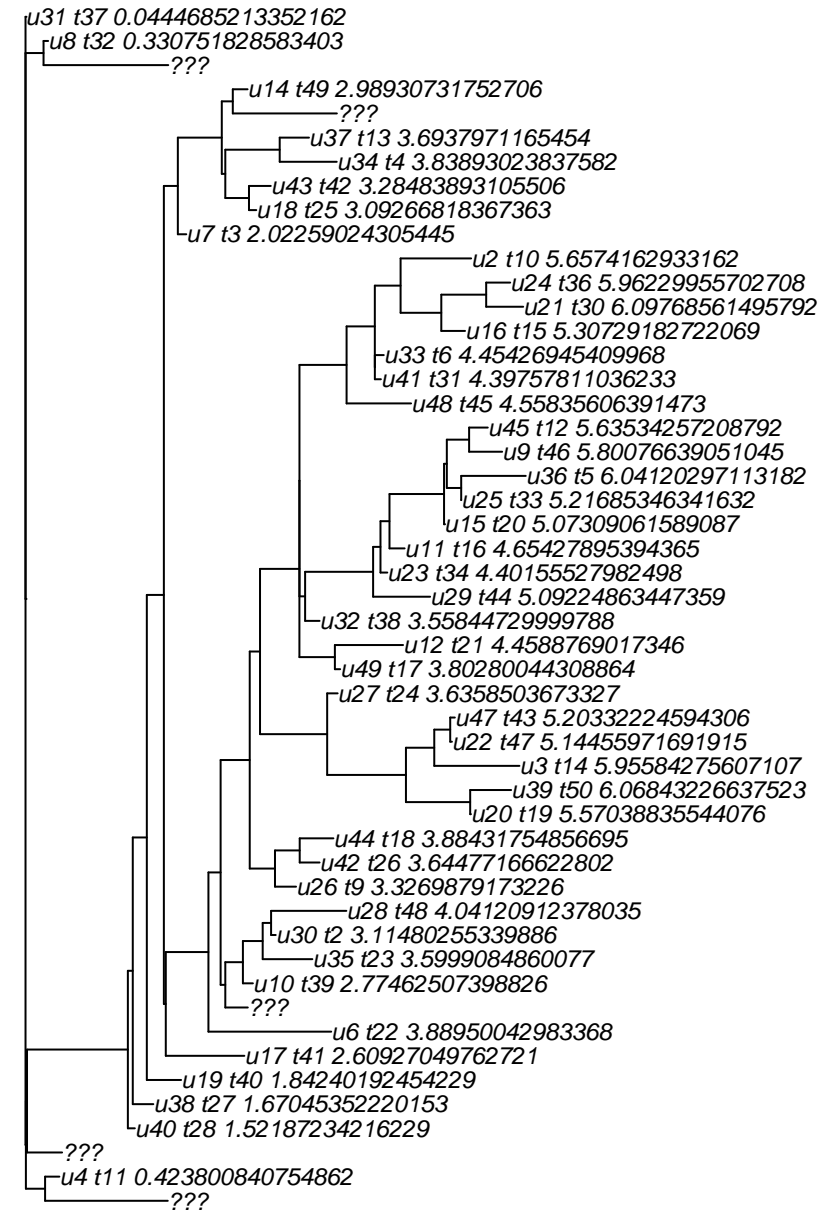 u31 t37 0.0444685213352162
u8 t32 0.330751828583403
???
u14 t49 2.98930731752706
???
u37 t13 3.6937971165454
u34 t4 3.83893023837582
u43 t42 3.28483893105506
u18 t25 3.09266818367363
u7 t3 2.02259024305445
u2 t10 5.6574162933162
u24 t36 5.96229955702708
u21 t30 6.09768561495792
u16 t15 5.30729182722069
u33 t6 4.45426945409968
u41 t31 4.39757811036233
u48 t45 4.55835606391473
u45 t12 5.63534257208792
u9 t46 5.80076639051045
u36 t5 6.04120297113182
u25 t33 5.21685346341632
u15 t20 5.07309061589087
u11 t16 4.65427895394365
u23 t34 4.40155527982498
u29 t44 5.09224863447359
u32 t38 3.55844729999788
u12 t21 4.4588769017346
u49 t17 3.80280044308864
u27 t24 3.6358503673327
u47 t43 5.20332224594306
u22 t47 5.14455971691915
u3 t14 5.95584275607107
u39 t50 6.06843226637523
u20 t19 5.57038835544076
u44 t18 3.88431754856695
u42 t26 3.64477166622802
u26 t9 3.3269879173226
u28 t48 4.04120912378035
u30 t2 3.11480255339886
u35 t23 3.5999084860077
u10 t39 2.77462507398826
???
u6 t22 3.88950042983368
u17 t41 2.60927049762721
u19 t40 1.84240192454229
u38 t27 1.67045352220153
u40 t28 1.52187234216229
???
u4 t11 0.423800840754862
???